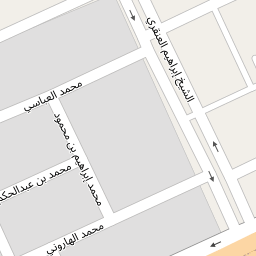 الشيخ إبراهيم العنقري
محمد العباسي
محمد إبراهيم بن محمود
محمد بن عبدالحكم
محمد الهاروني